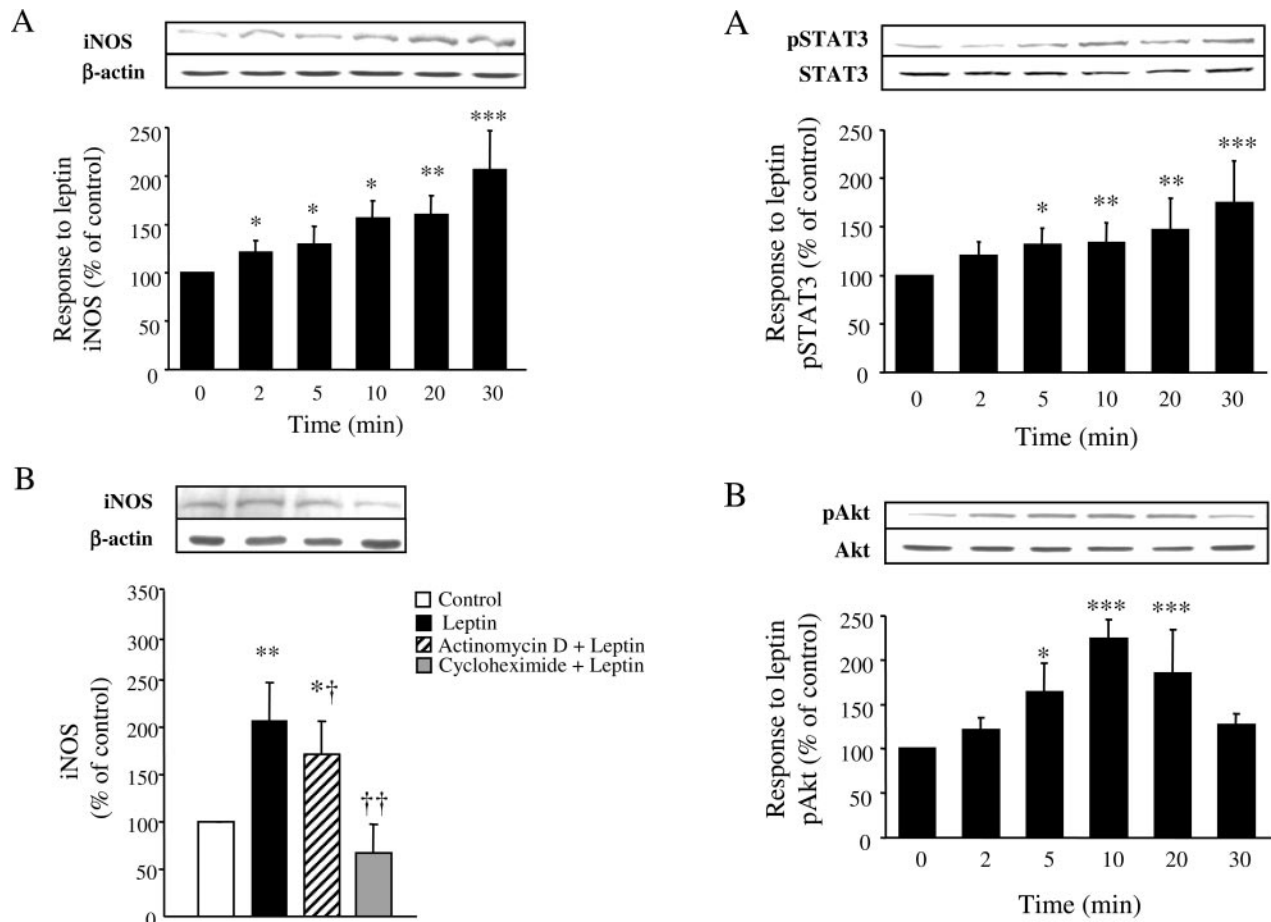 A
iNOS
β-actin
Response to leptin
iNOS (% of control)
250
200
150
100
50
0
*
*
*
**
***
0 2 5 10 20 30
Time (min)
B
iNOS
β-actin
iNOS
(% of control)
350
300
250
200
150
100
50
0
**
*†
††
Control
Leptin
Actinomycin D + Leptin
Cycloheximide + Leptin
A
pSTAT3
STAT3
Response to leptin
pSTAT3 (% of control)
250
200
150
100
50
0
*
**
**
***
0 2 5 10 20 30
Time (min)
B
pAkt
Akt
Response to leptin
pAkt (% of control)
250
200
150
100
50
0
*
***
***
0 2 5 10 20 30
Time (min)